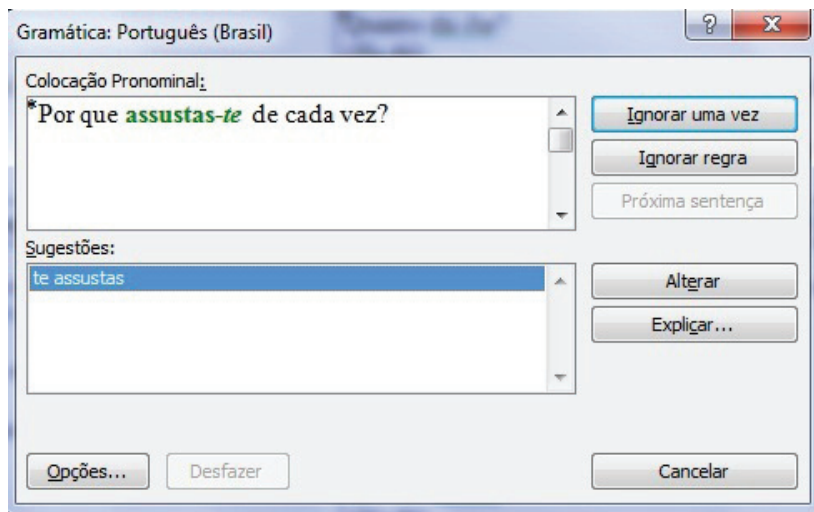 Gramática: Português (Brasil)
Colocação Pronominal:
*Por que assustas-te de cada vez?
Ignorar uma vez
Ignorar regra
Próxima sentença
Sugestões:
te assustas
Alterar
Explicar...
Opções...
Desfazer
Cancelar